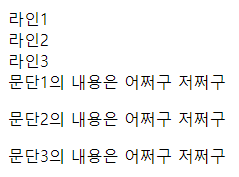 라인1
라인2
라인3
문단1의 내용은 어쩌구 저쩌구
문단2의 내용은 어쩌구 저쩌구
문단3의 내용은 어쩌구 저쩌구